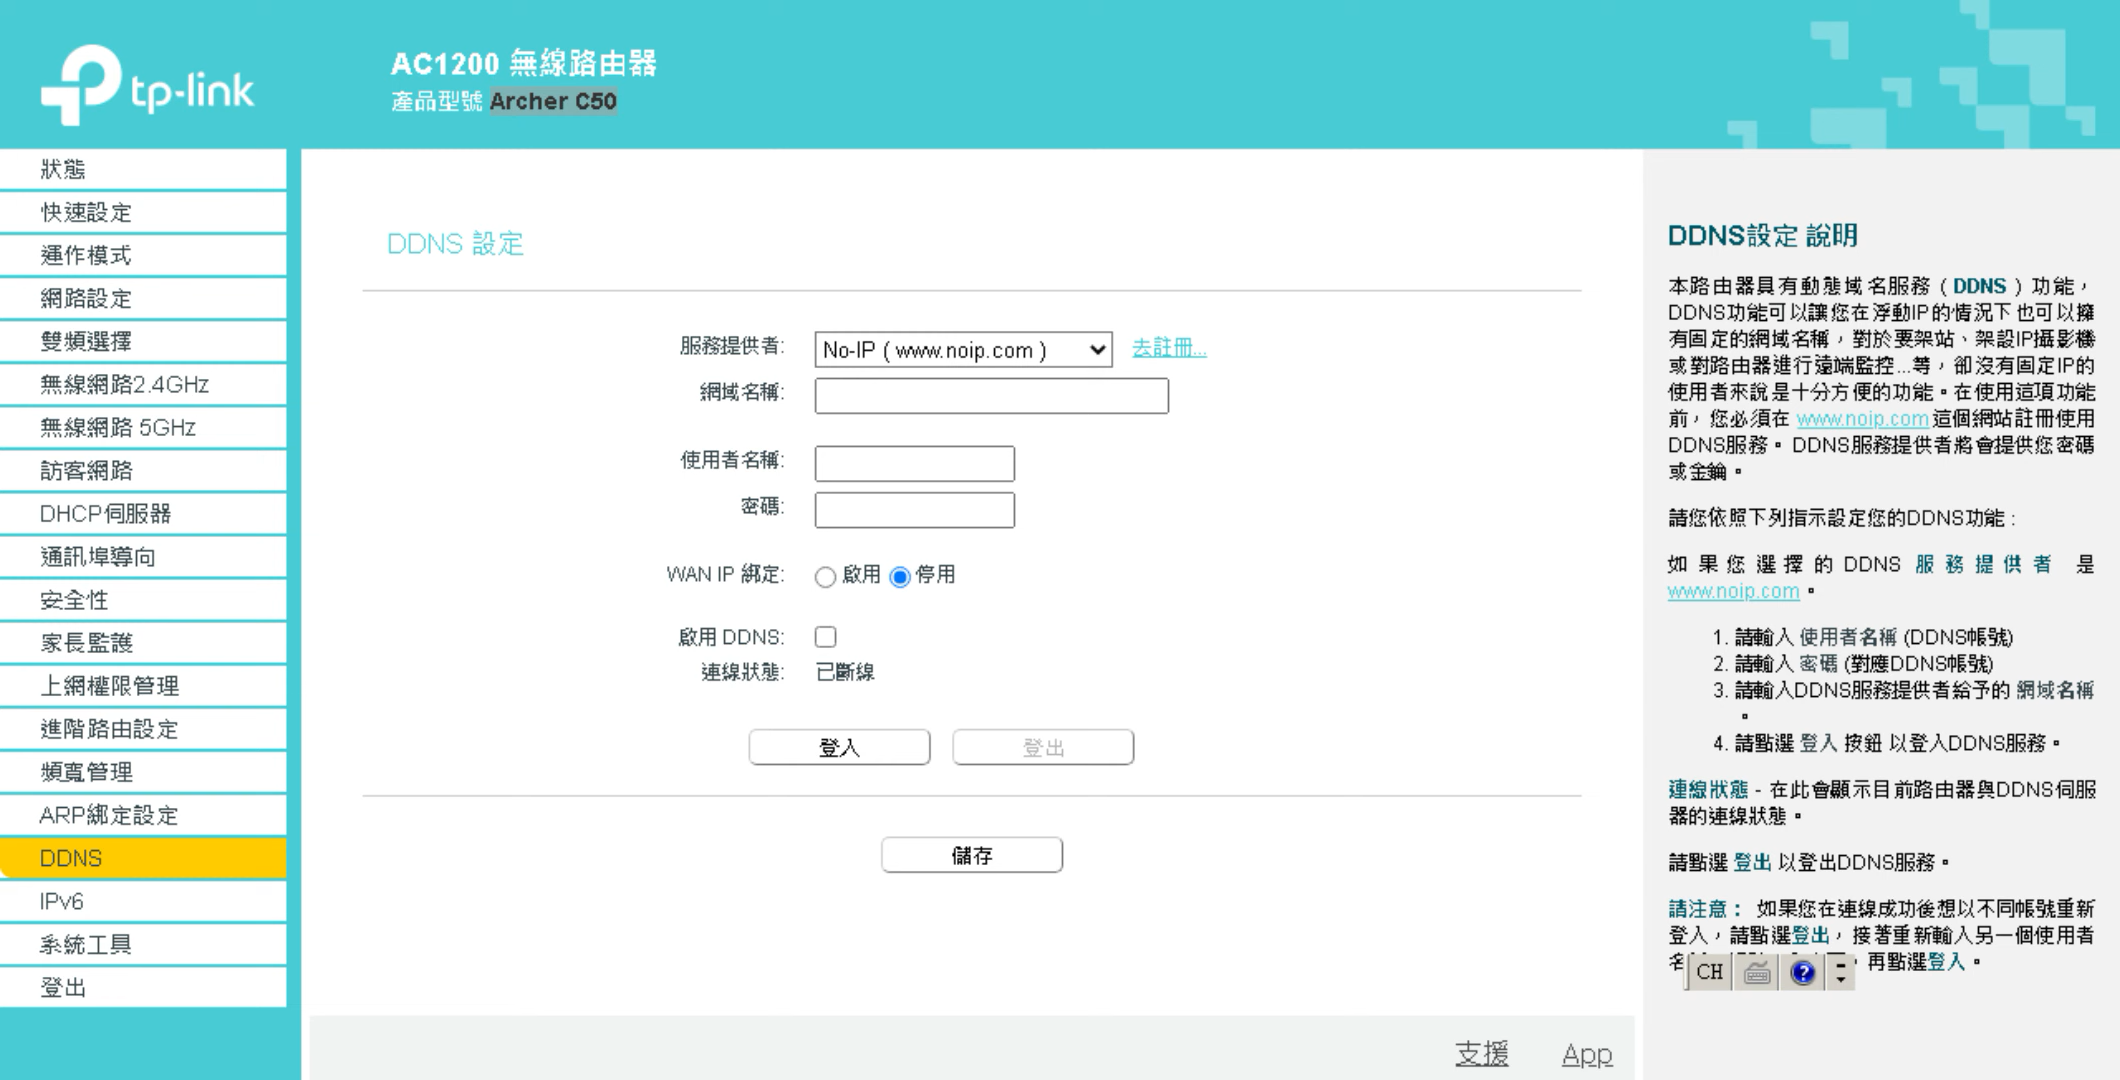 tp-link
AC1200 無線路由器
產品型號 Archer C50
狀態
快速設定
運作模式
網路設定
雙頻選擇
無線網路2.4GHz
無線網路 5GHz
訪客網路
DHCP伺服器
通訊埠導向
安全性
家長監護
上網權限管理
進階路由設定
頻寬管理
ARP綁定設定
DDNS
IPv6
系統工具
登出
DDNS 設定
服務提供者: No-IP ( www.noip.com ) 去註冊...
網域名稱:
使用者名稱:
密碼:
WAN IP 綁定: 啟用 停用
啟用 DDNS:
連線狀態: 已斷線
登入 登出
儲存
支援 App
DDNS設定 說明
本路由器具有動態域名服務（DDNS）功能，
DDNS功能可以讓您在浮動IP的情況下也可以擁
有固定的網域名稱，對於要架站、架設IP攝影機
或對路由器進行遠端監控...等，卻沒有固定IP的
使用者來說是十分方便的功能。在使用這項功能
前，您必須在 www.noip.com 這個網站註冊使用
DDNS服務。 DDNS服務提供者將會提供您密碼
或金鑰。
請您依照下列指示設定您的DDNS功能 :
如果您選擇的DDNS 服務提供者 是
www.noip.com 。
1. 請輸入 使用者名稱 (DDNS帳號)
2. 請輸入 密碼 (對應DDNS帳號)
3. 請輸入DDNS服務提供者給予的 網域名稱
。
4. 請點選 登入 按鈕 以登入DDNS服務。
連線狀態 - 在此會顯示目前路由器與DDNS伺服
器的連線狀態。
請點選 登出 以登出DDNS服務。
請注意： 如果您在連線成功後想以不同帳號重新
登入，請點選登出，接著重新輸入另一個使用者
名 ，再點選登入。
CH